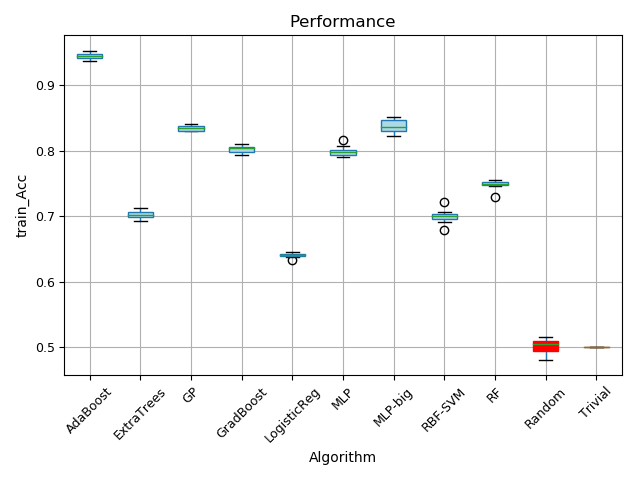 Performance
train_Acc
0.9
0.8
0.7
0.6
0.5
AdaBoost
ExtraTrees
GP
GradBoost
LogisticReg
MLP
MLP-big
RBF-SVM
RF
Random
Trivial
Algorithm